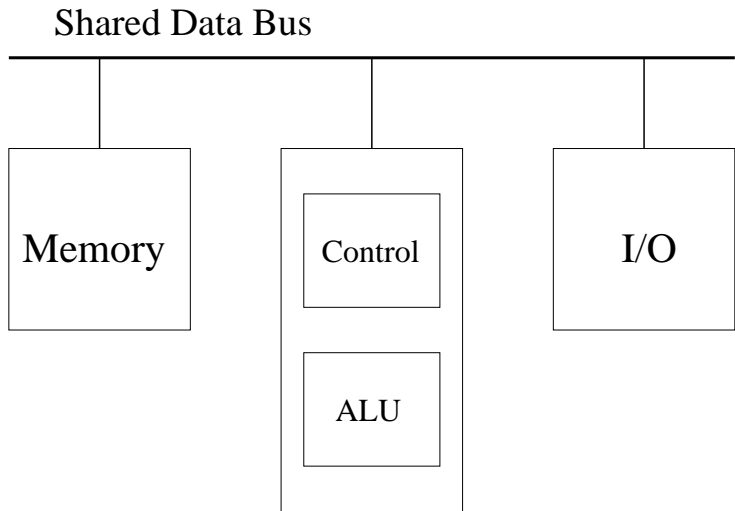 Shared Data Bus
Memory
Control
I/O
ALU